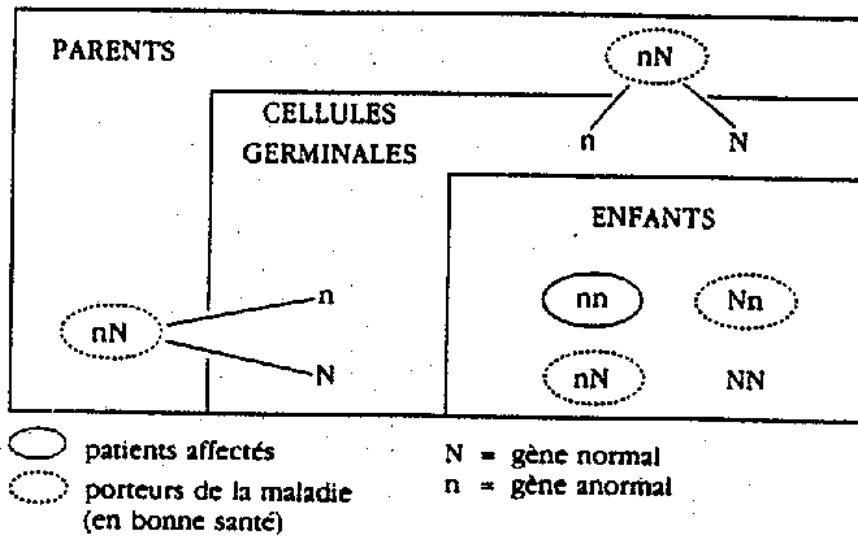 PARENTS
nN
CELLULES
GERMINALES
n
N
ENFANTS
n
nN
N
nn
Nn
nN
NN
patients affectés
porteurs de la maladie
(en bonne santé)
N = gène normal
n = gène anormal